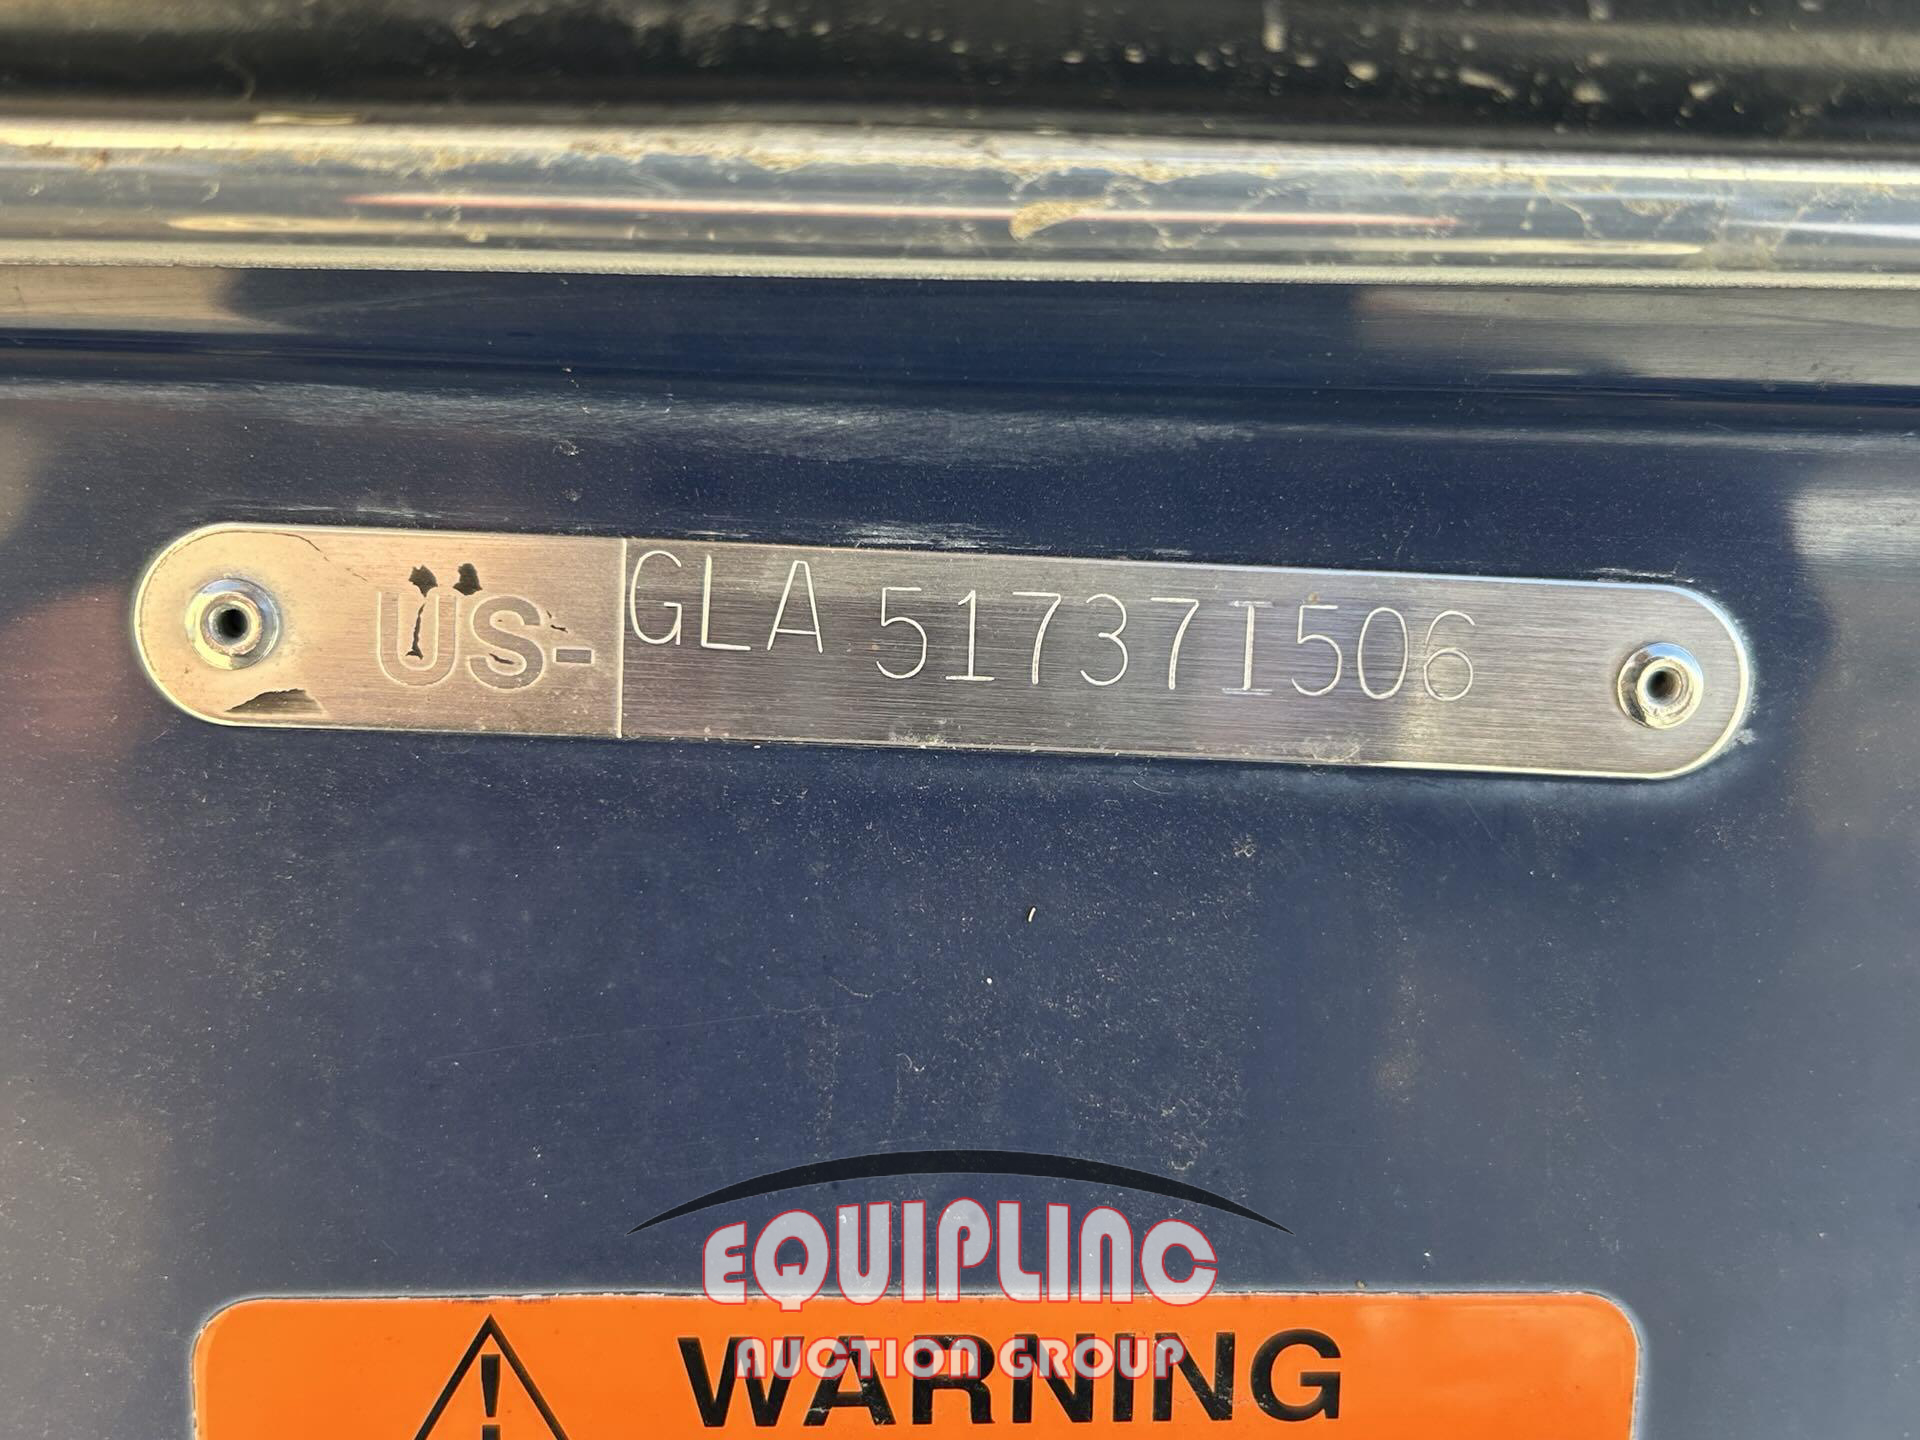 US-GLA 51737I506
EQUIPLINC
AUCTION GROUP
WARNING